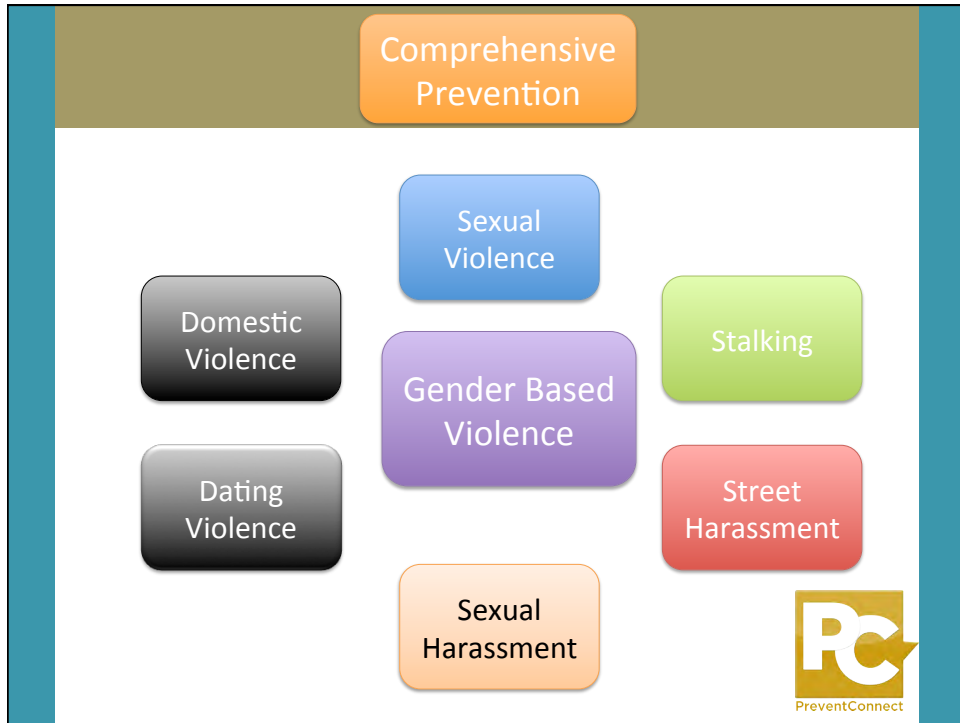 Comprehensive
Prevention
Sexual
Violence
Domestic
Violence
Stalking
Gender Based
Violence
Dating
Violence
Street
Harassment
Sexual
Harassment
PC
PreventConnect